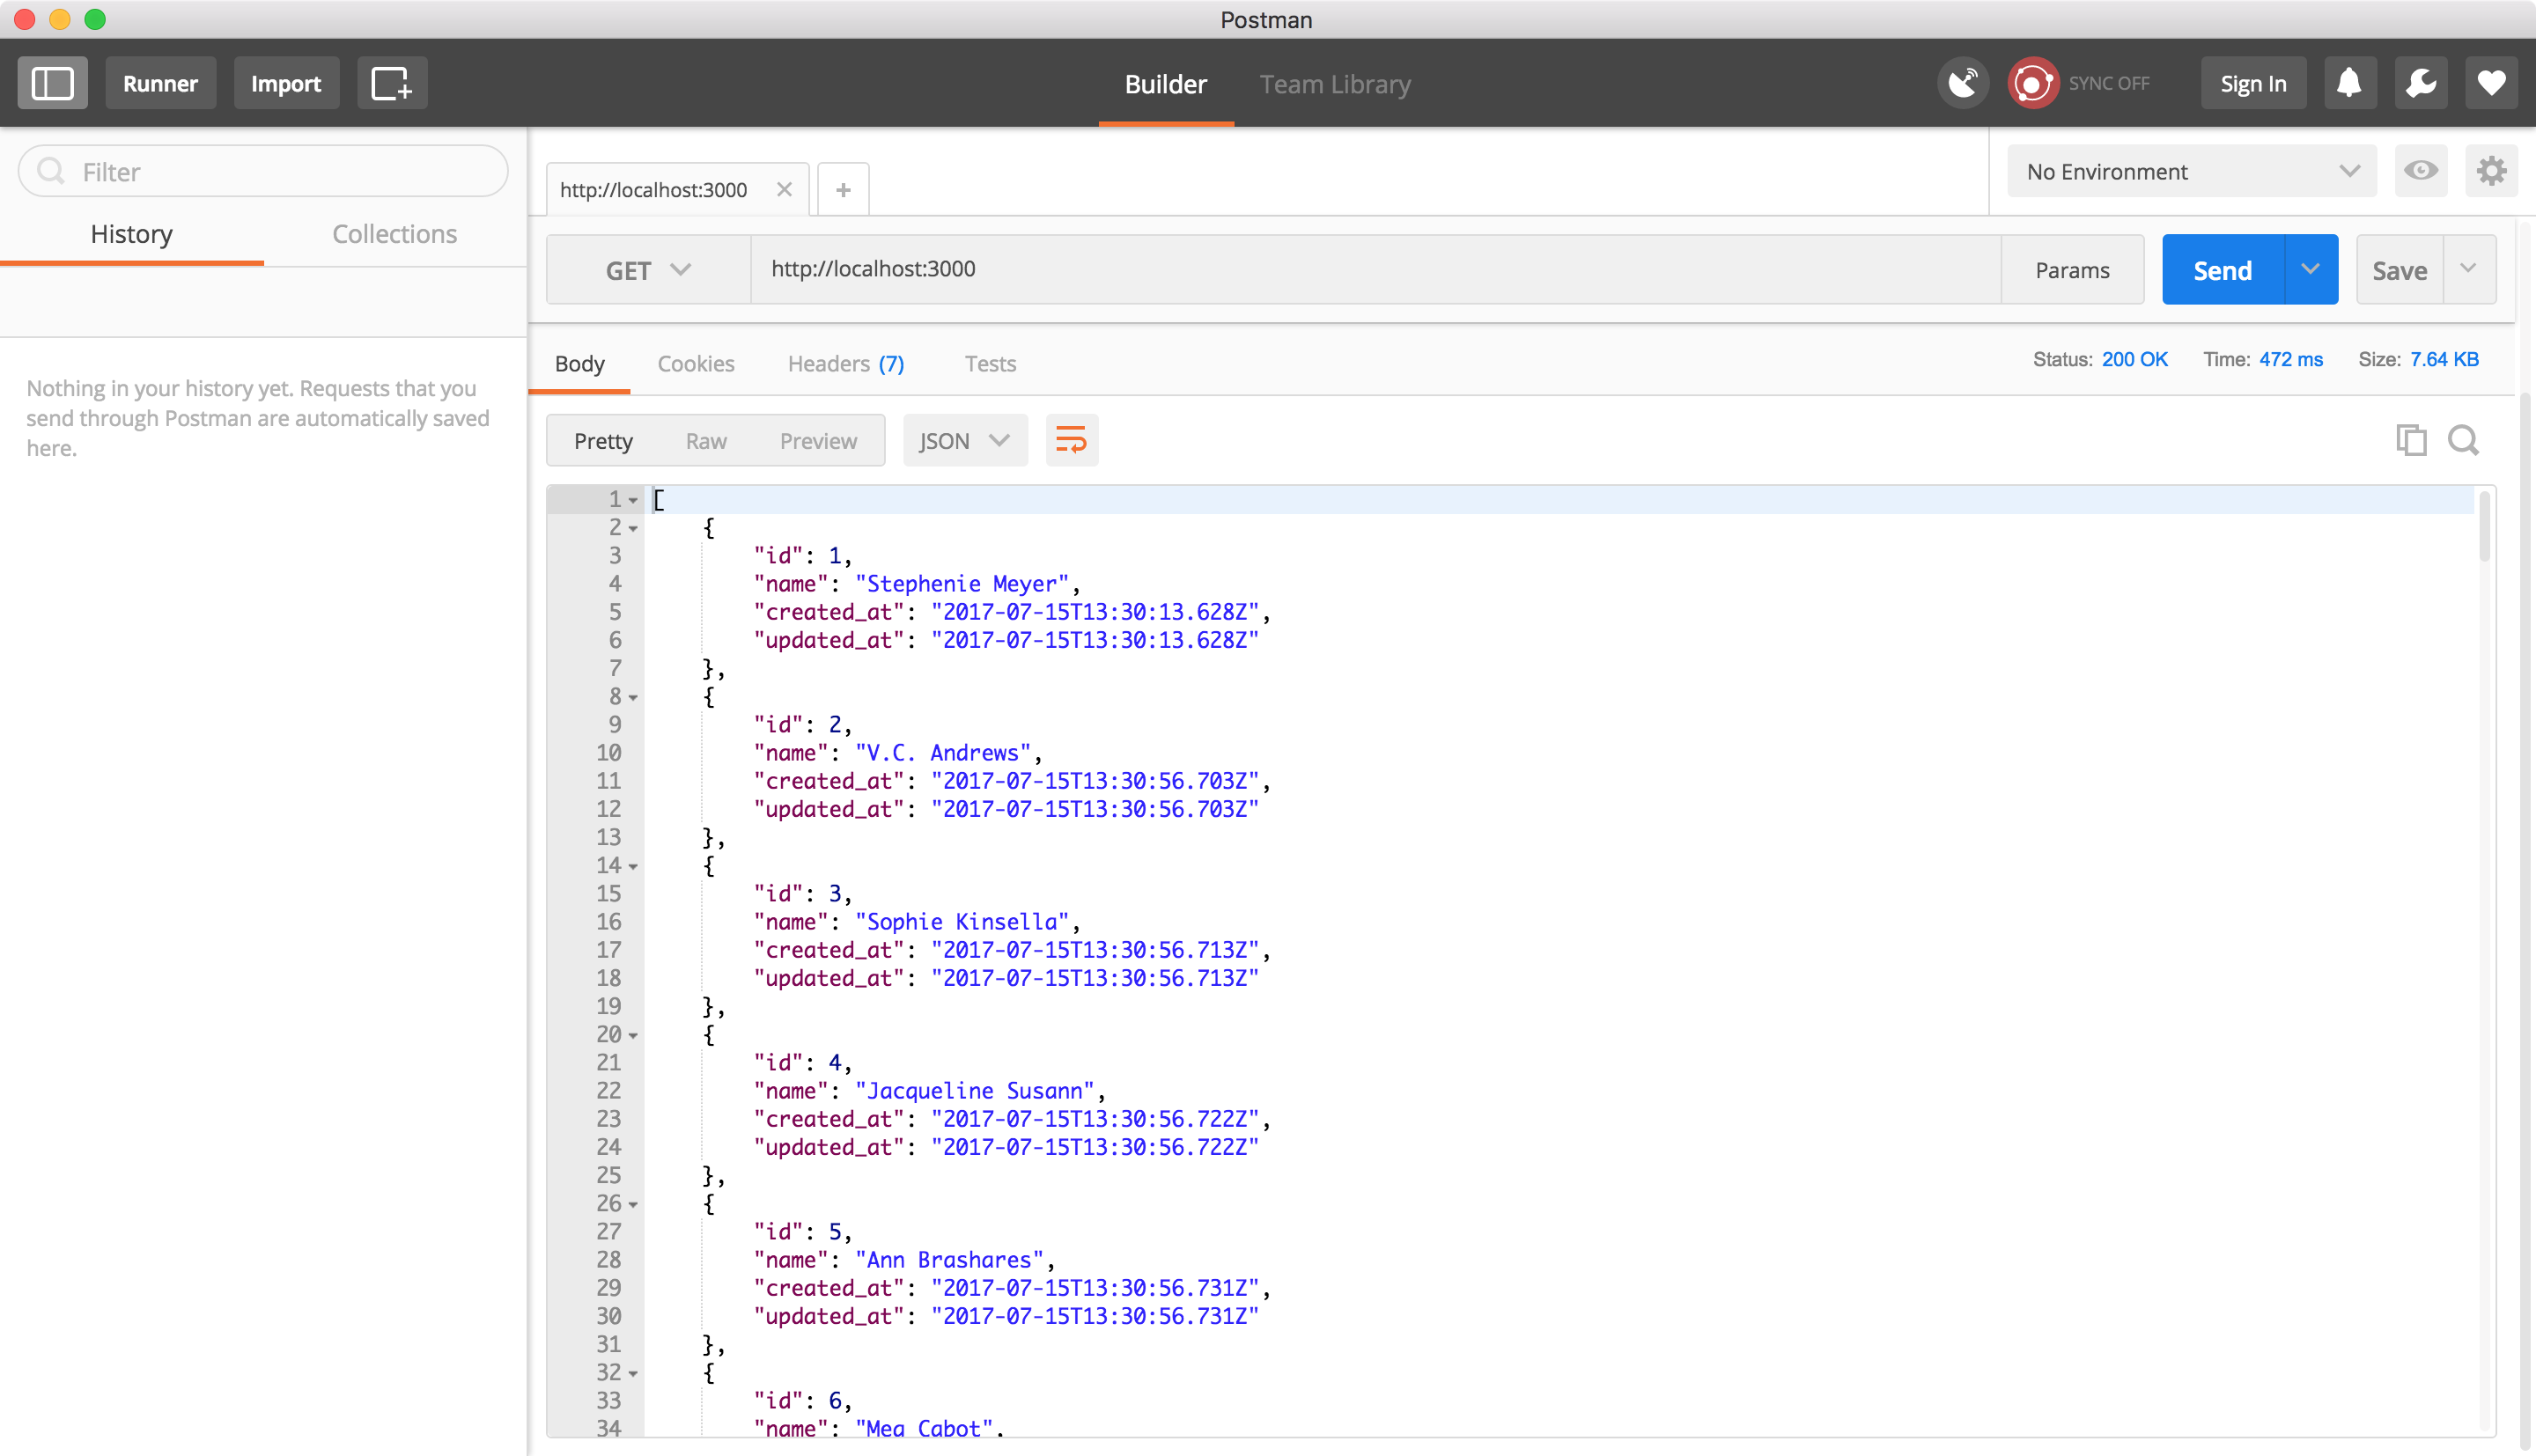 Postman
Runner Import Builder Team Library SYNC OFF Sign In
Filter
History Collections
Nothing in your history yet. Requests that you
send through Postman are automatically saved
here.
http://localhost:3000
No Environment
GET http://localhost:3000 Params Send Save
Body Cookies Headers (7) Tests Status: 200 OK Time: 472 ms Size: 7.64 KB
Pretty Raw Preview JSON
1 [
2 {
3 "id": 1,
4 "name": "Stephenie Meyer",
5 "created_at": "2017-07-15T13:30:13.628Z",
6 "updated_at": "2017-07-15T13:30:13.628Z"
7 },
8 {
9 "id": 2,
10 "name": "V.C. Andrews",
11 "created_at": "2017-07-15T13:30:56.703Z",
12 "updated_at": "2017-07-15T13:30:56.703Z"
13 },
14 {
15 "id": 3,
16 "name": "Sophie Kinsella",
17 "created_at": "2017-07-15T13:30:56.713Z",
18 "updated_at": "2017-07-15T13:30:56.713Z"
19 },
20 {
21 "id": 4,
22 "name": "Jacqueline Susann",
23 "created_at": "2017-07-15T13:30:56.722Z",
24 "updated_at": "2017-07-15T13:30:56.722Z"
25 },
26 {
27 "id": 5,
28 "name": "Ann Brashares",
29 "created_at": "2017-07-15T13:30:56.731Z",
30 "updated_at": "2017-07-15T13:30:56.731Z"
31 },
32 {
33 "id": 6,
34 "name": "Meg Cabot",